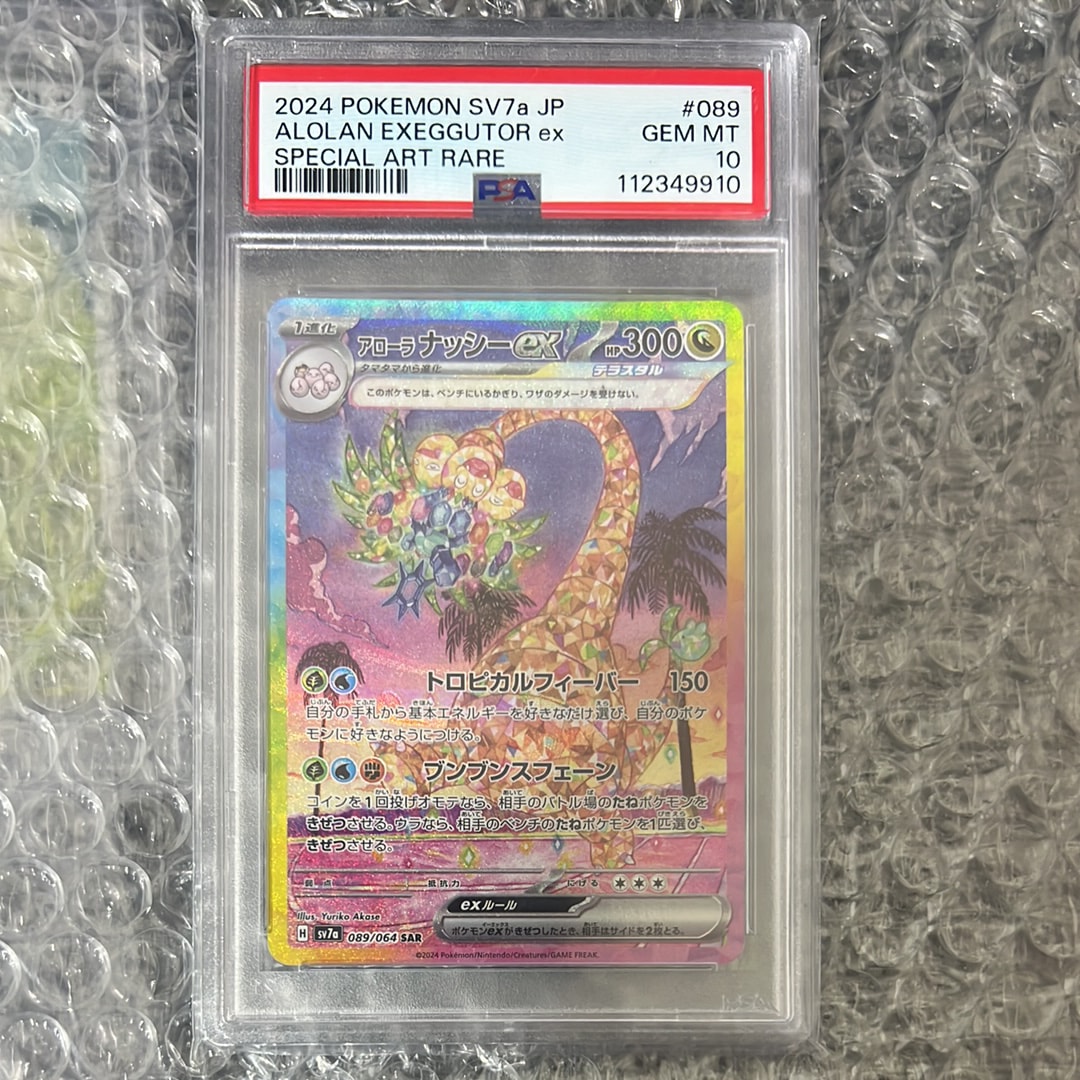 2024 POKEMON SV7a JP #089
ALOLAN EXEGGUTOR ex GEM MT
SPECIAL ART RARE 10
PSA 112349910
1進化
アローラ ナッシーex HP300
タマタマから進化 テラスタル
このポケモンは、ベンチにいるかぎり、ワザのダメージを受けない。
トロピカルフィーバー 150
自分の手札から基本エネルギーを好きなだけ選び、自分のポケ
モンに好きなようにつける。
ブンブンスフェーン
コインを1回投げオモテなら、相手のバトル場のたねポケモンを
きぜつさせる。ウラなら、相手のベンチのたねポケモンを1匹選び、
きぜつさせる。
弱点 抵抗力 にげる
exルール
ポケモンexがきぜつしたとき、相手はサイドを2枚とる。
Illus. Yuriko Akase
H sv7a 089/064 SAR
©2024 Pokémon/Nintendo/Creatures/GAME FREAK.